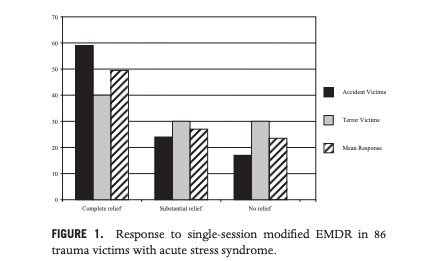 70
60
50
40
30
20
10
0
Complete relief
Substantial relief
No relief
Accident Victims
Terror Victims
Mean Response
FIGURE 1. Response to single-session modified EMDR in 86
trauma victims with acute stress syndrome.